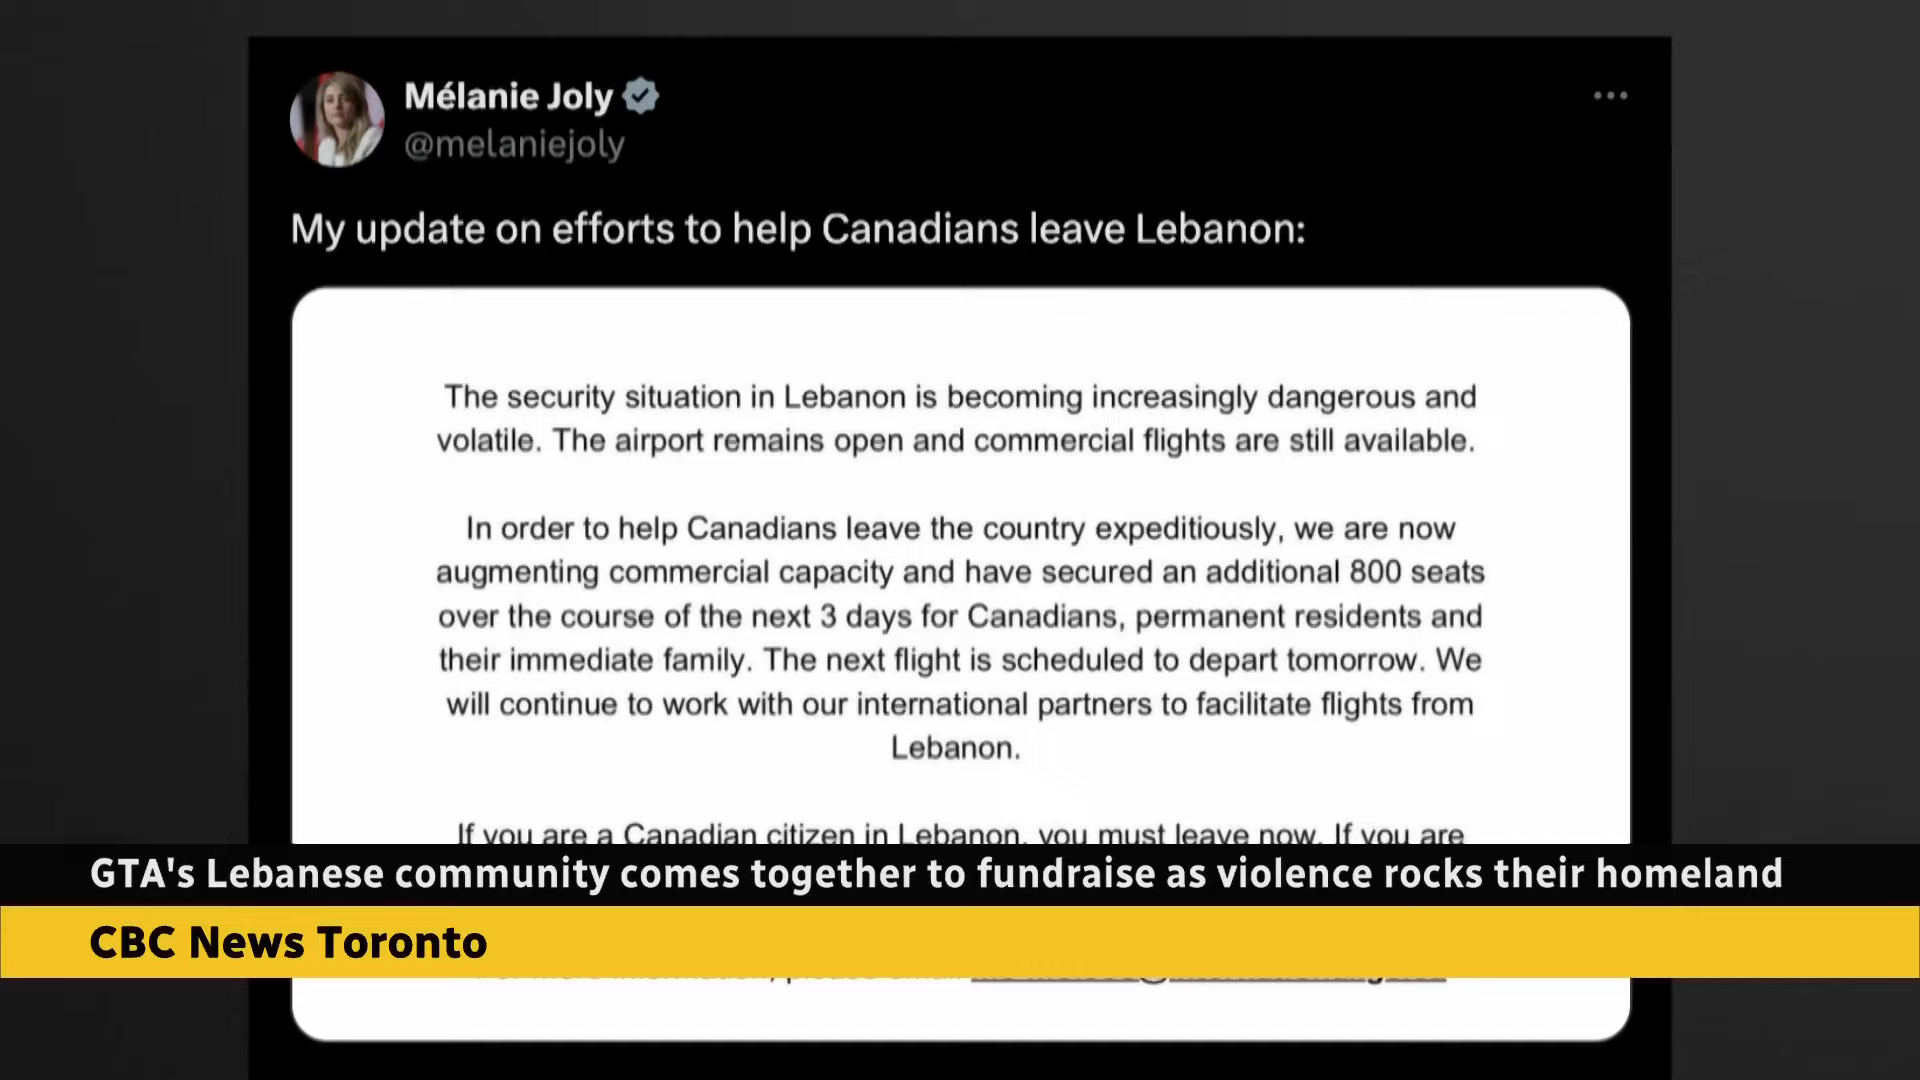 Mélanie Joly
@melaniejoly
My update on efforts to help Canadians leave Lebanon:
The security situation in Lebanon is becoming increasingly dangerous and
volatile. The airport remains open and commercial flights are still available.
In order to help Canadians leave the country expeditiously, we are now
augmenting commercial capacity and have secured an additional 800 seats
over the course of the next 3 days for Canadians, permanent residents and
their immediate family. The next flight is scheduled to depart tomorrow. We
will continue to work with our international partners to facilitate flights from
Lebanon.
If you are a Canadian citizen in Lebanon, you must leave now. If you are
GTA's Lebanese community comes together to fundraise as violence rocks their homeland
CBC News Toronto